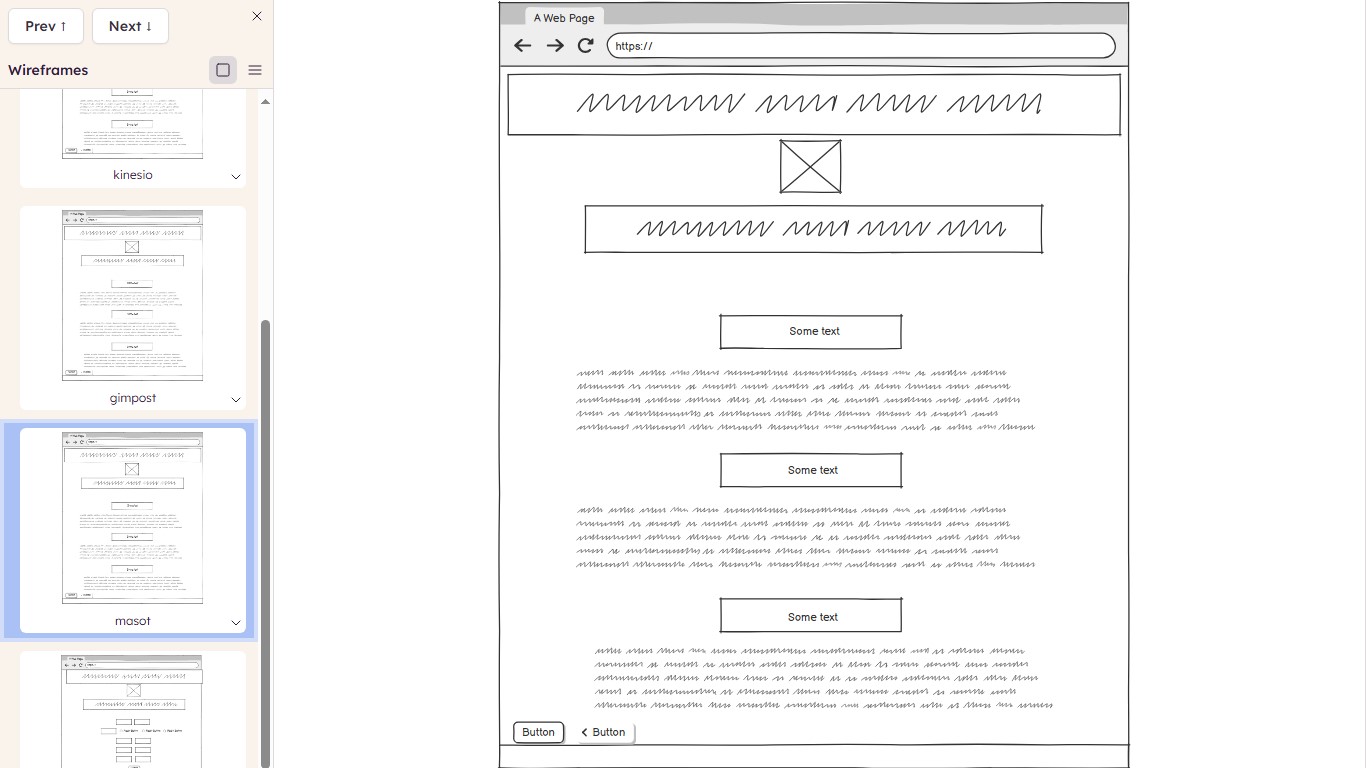 Prev ↑
Next ↓
Wireframes
kinesio
gimpost
masot
A Web Page
https://
Some text
Some text
Some text
Button
Button